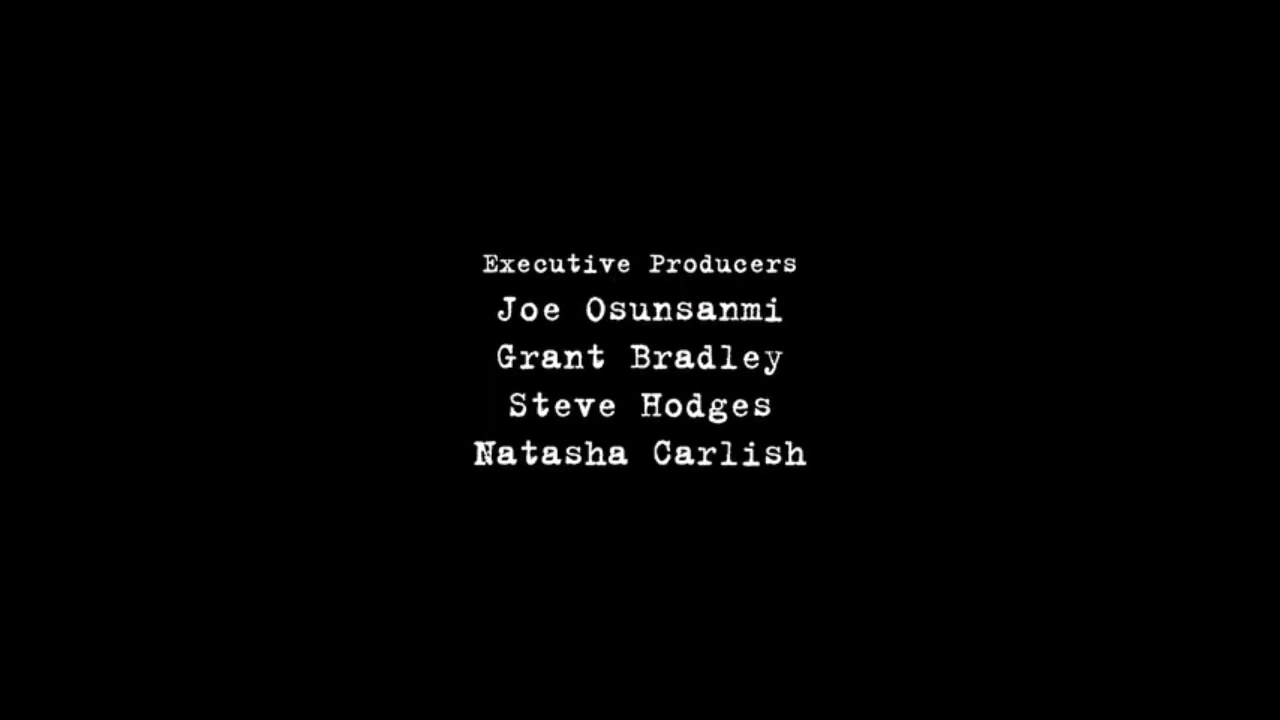 Executive Producers
Joe Osunsanmi
Grant Bradley
Steve Hodges
Natasha Carlish